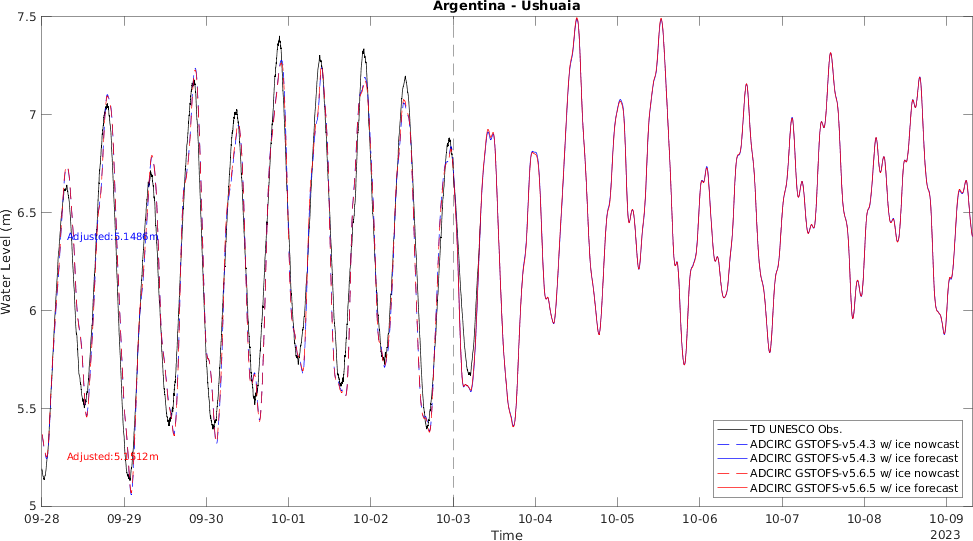 Argentina - Ushuaia
7.5
7
6.5
6
5.5
5
Water Level (m)
Adjusted:5.1486m
Adjusted:5.0512m
TD UNESCO Obs.
ADCIRC GSTOFS-v5.4.3 w/ ice nowcast
ADCIRC GSTOFS-v5.4.3 w/ ice forecast
ADCIRC GSTOFS-v5.6.5 w/ ice nowcast
ADCIRC GSTOFS-v5.6.5 w/ ice forecast
09-28 09-29 09-30 10-01 10-02 10-03 10-04 10-05 10-06 10-07 10-08 10-09
2023
Time